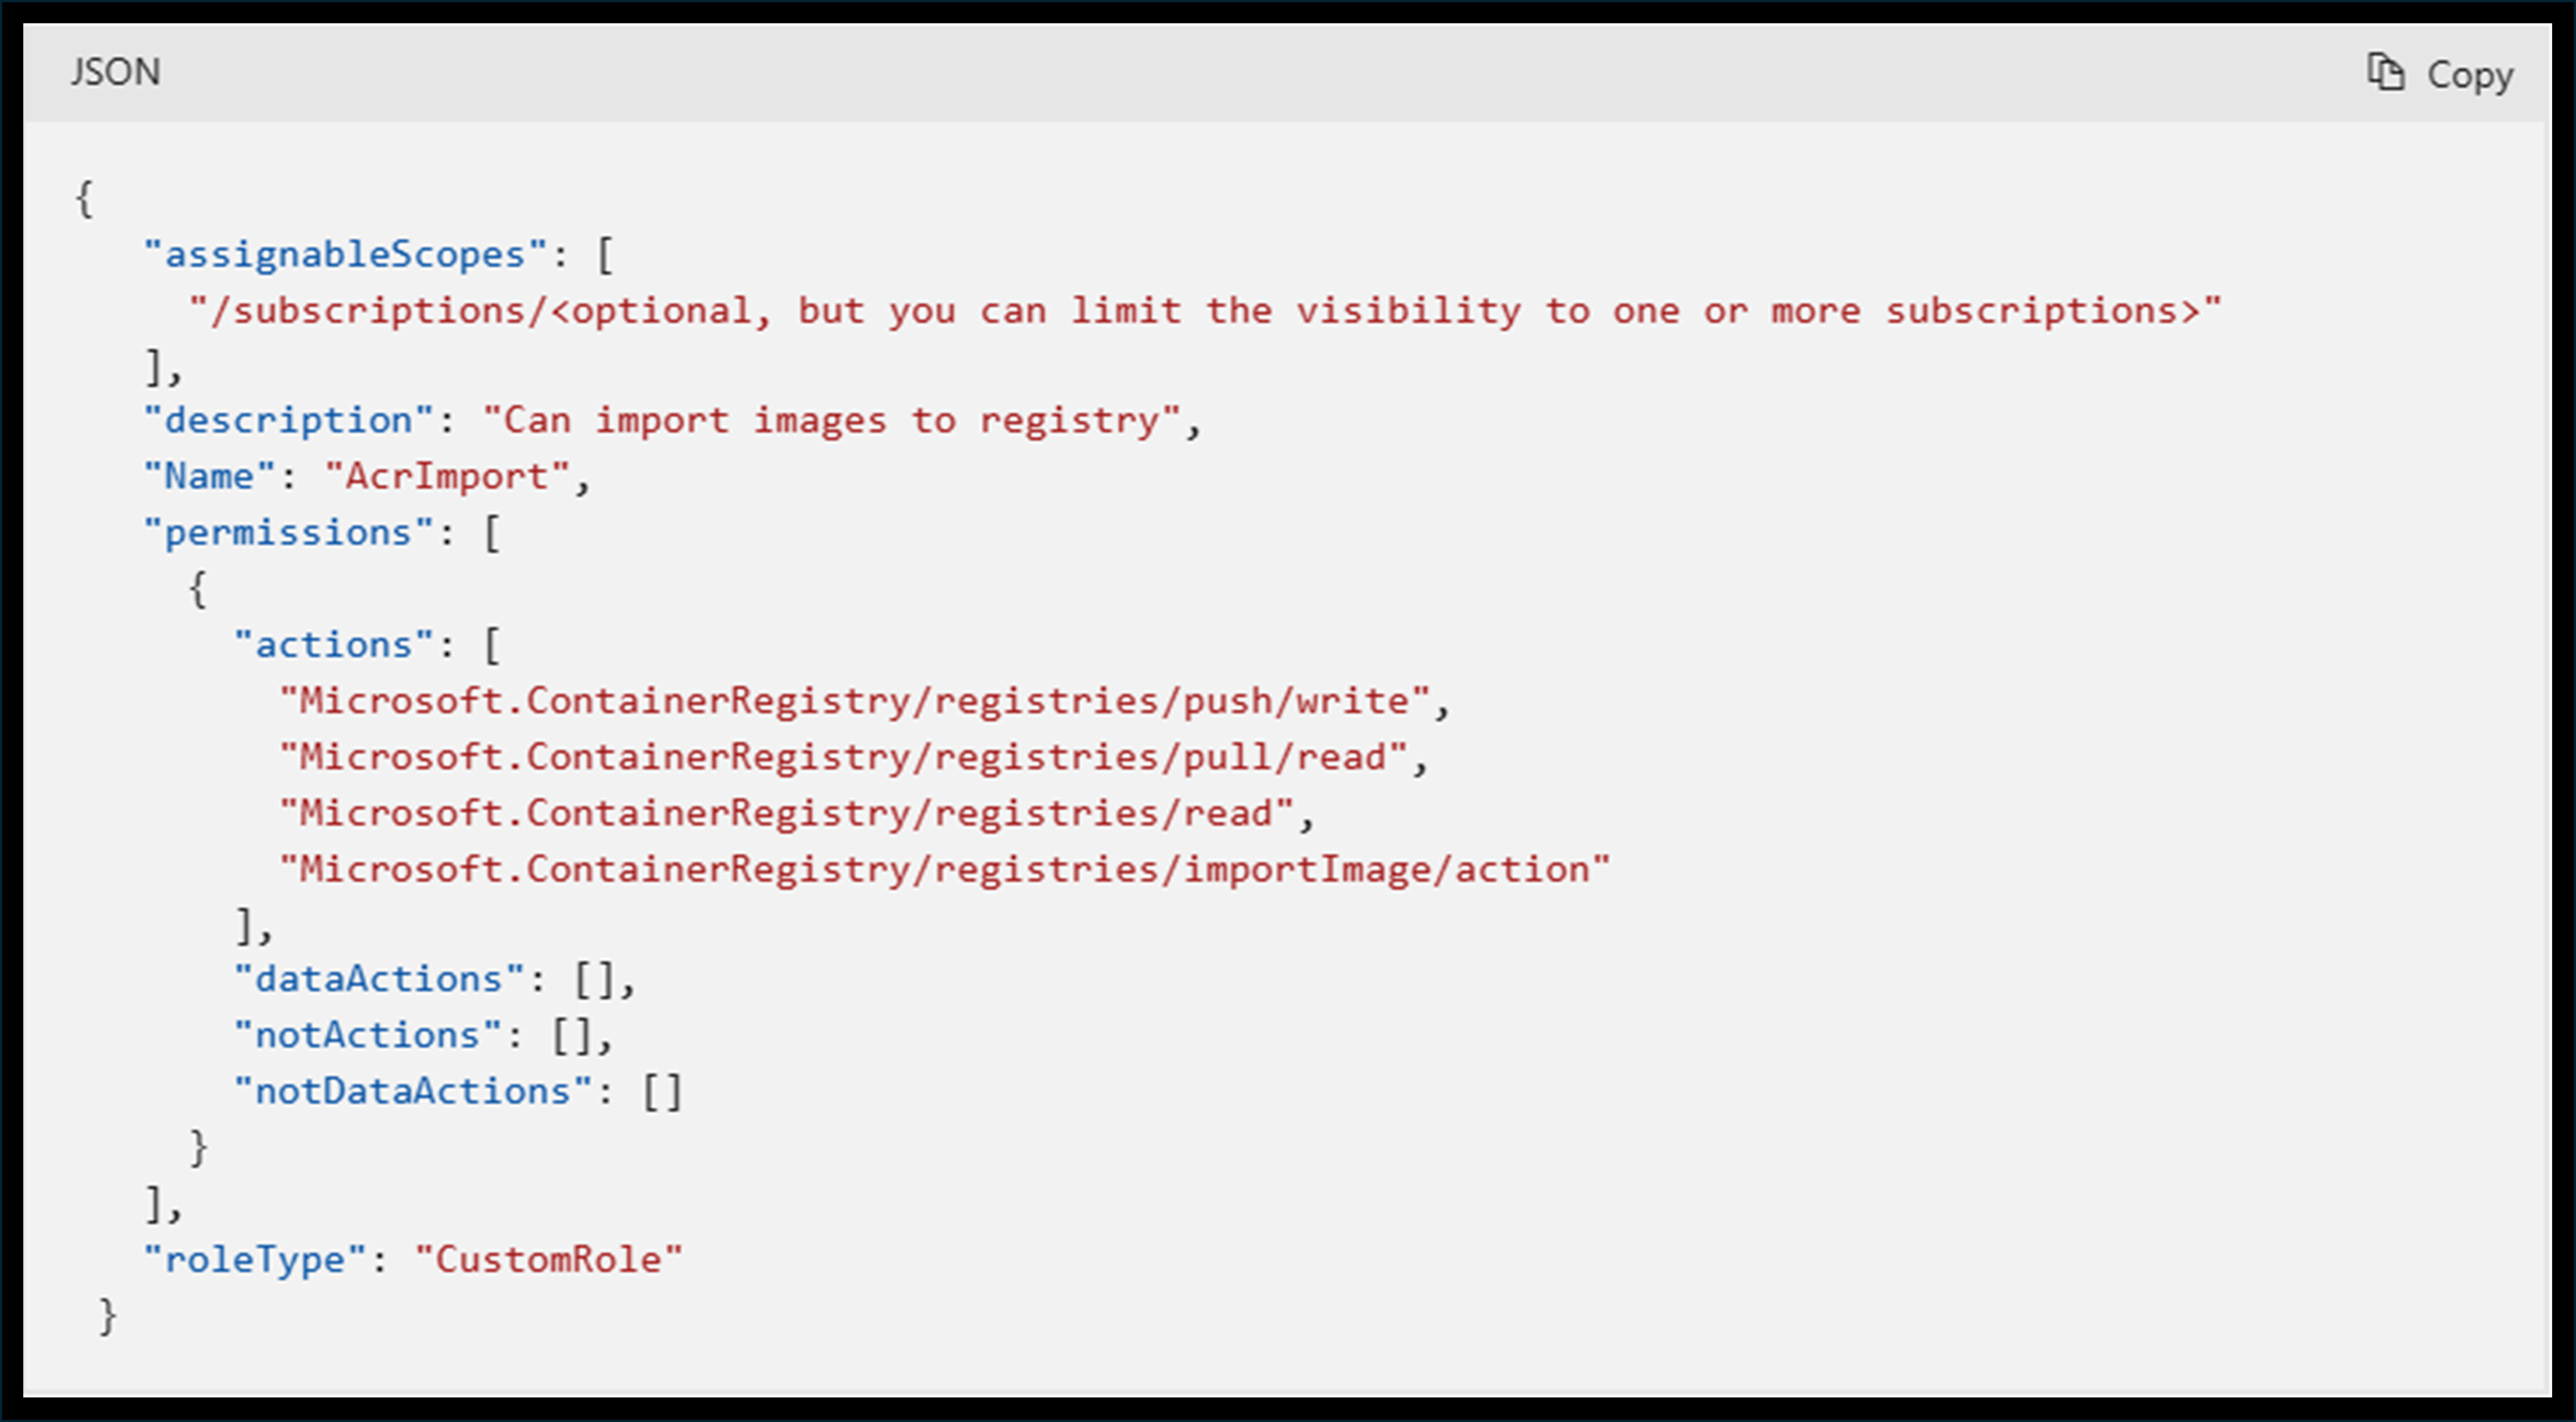 JSON
Copy
{
"assignableScopes": [
"/subscriptions/<optional, but you can limit the visibility to one or more subscriptions>"
],
"description": "Can import images to registry",
"Name": "AcrImport",
"permissions": [
{
"actions": [
"Microsoft.ContainerRegistry/registries/push/write",
"Microsoft.ContainerRegistry/registries/pull/read",
"Microsoft.ContainerRegistry/registries/read",
"Microsoft.ContainerRegistry/registries/importImage/action"
],
"dataActions": [],
"notActions": [],
"notDataActions": []
}
],
"roleType": "CustomRole"
}